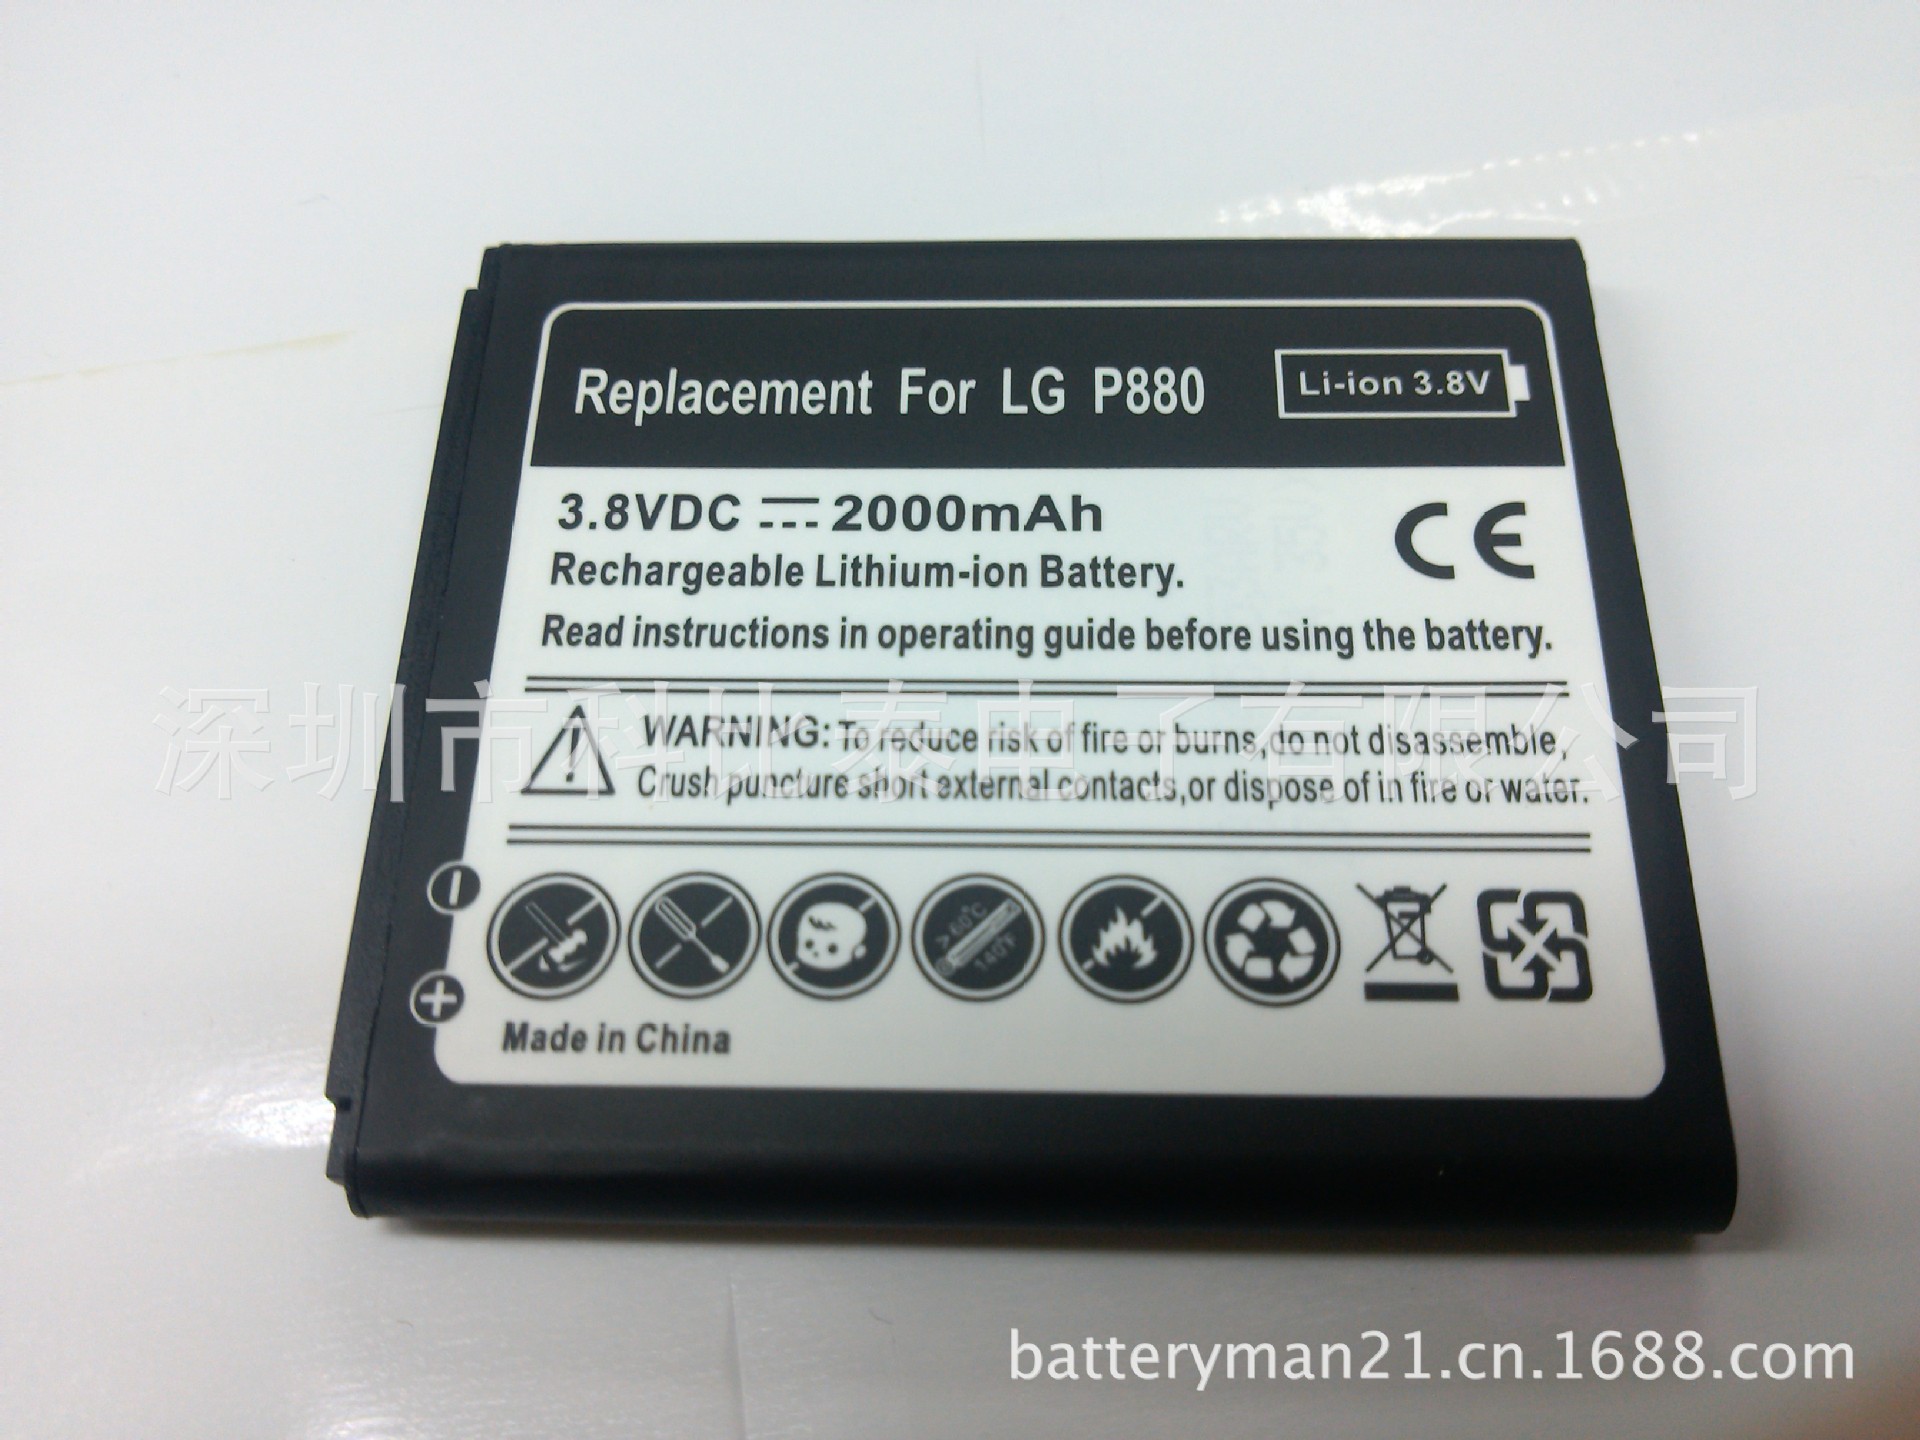 Replacement For LG P880
Li-ion 3.8V
3.8VDC 2000mAh
CE
Rechargeable Lithium-ion Battery.
Read instructions in operating guide before using the battery.
深圳市科比泰电子有限公司
WARNING: To reduce risk of fire or burns,do not disassemble,
Crush puncture short external contacts,or dispose of in fire or water.
> 60°C
140°F
Made in China
batteryman21.cn.1688.com